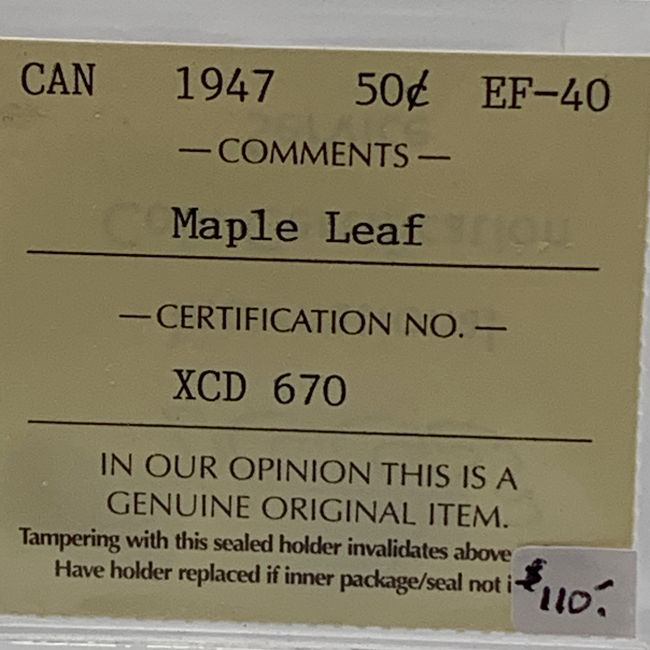 CAN 1947 50¢ EF-40
— COMMENTS —
Maple Leaf
— CERTIFICATION NO. —
XCD 670
IN OUR OPINION THIS IS A
GENUINE ORIGINAL ITEM.
Tampering with this sealed holder invalidates above
Have holder replaced if inner package/seal not i
$110.-